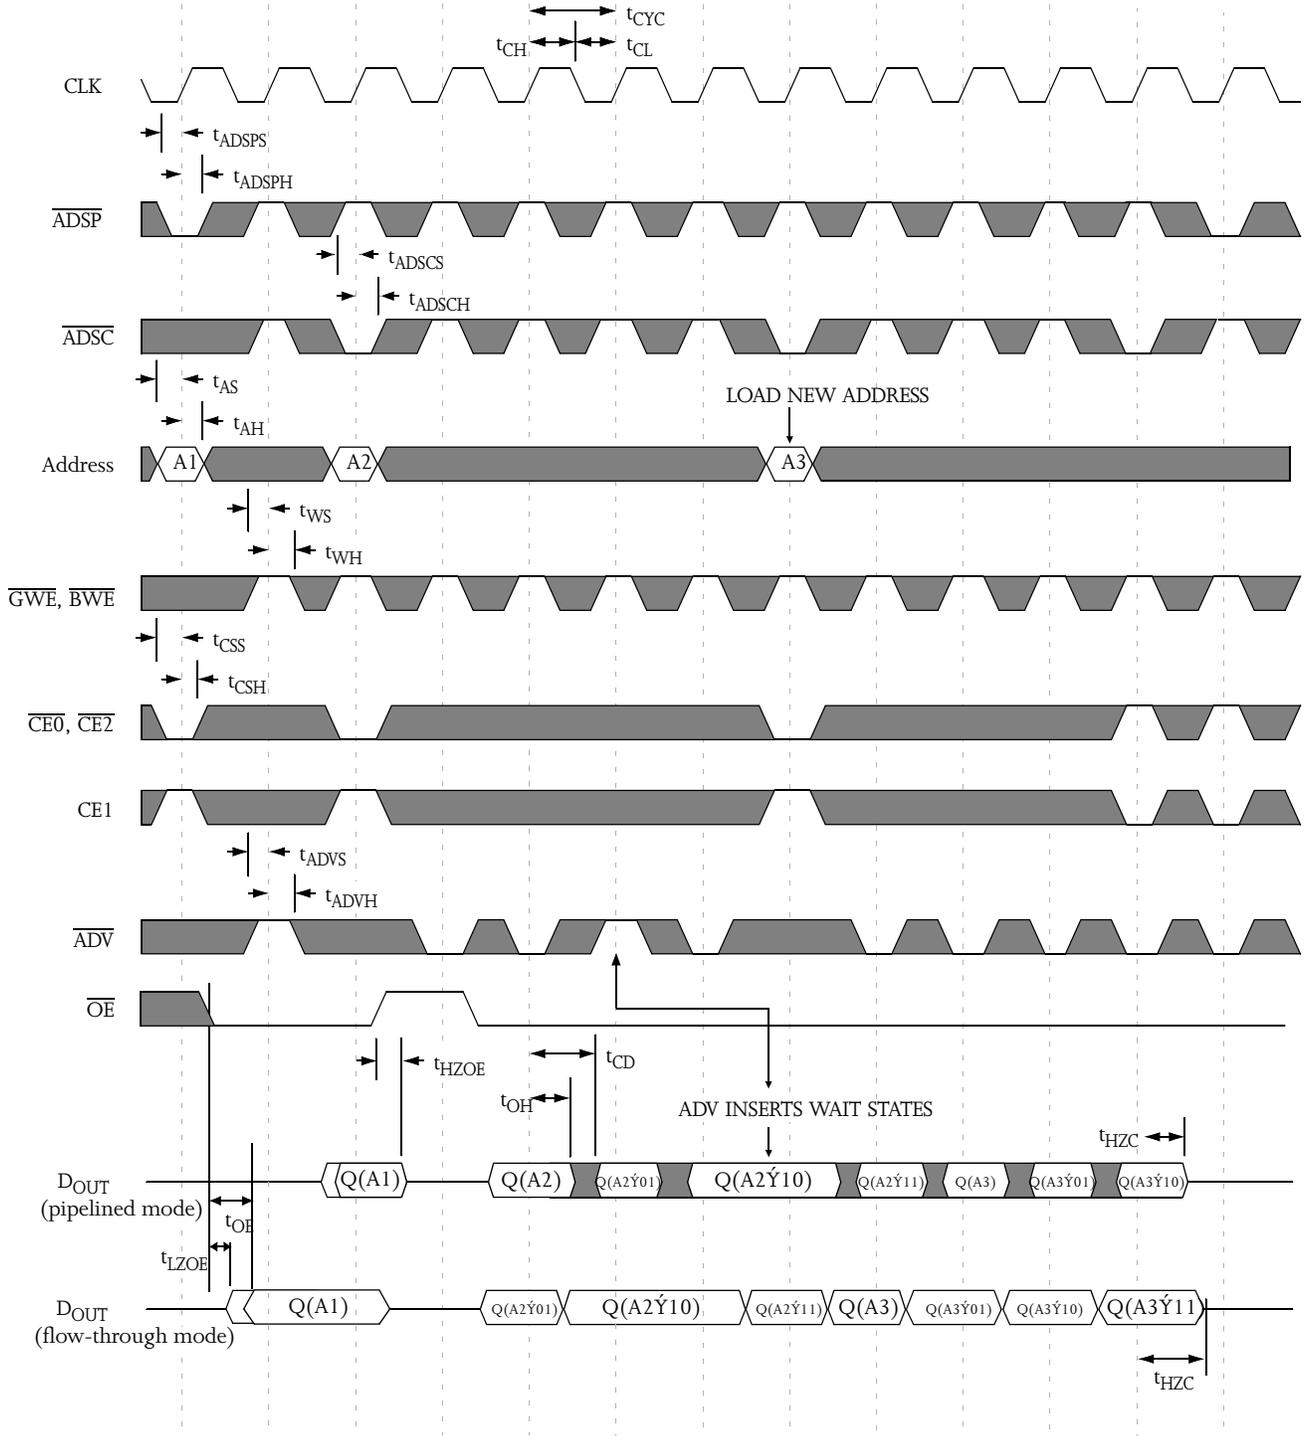 tCYC
tCH
tCL
CLK
tADSPS
tADSPH
ADSP
tADSCS
tADSCH
ADSC
tAS
LOAD NEW ADDRESS
tAH
Address
A1
A2
A3
tWS
tWH
GWE, BWE
tCSS
tCSH
CE0, CE2
CE1
tADVS
tADVH
ADV
OE
tHZOE
tCD
tOH
ADV INSERTS WAIT STATES
tHZC
DOUT
(pipelined mode)
Q(A1)
Q(A2)
Q(A2Ý01)
Q(A2Ý10)
Q(A2Ý11)
Q(A3)
Q(A3Ý01)
Q(A3Ý10)
tOE
tLZOE
DOUT
(flow-through mode)
Q(A1)
Q(A2Ý01)
Q(A2Ý10)
Q(A2Ý11)
Q(A3)
Q(A3Ý01)
Q(A3Ý10)
Q(A3Ý11)
tHZC